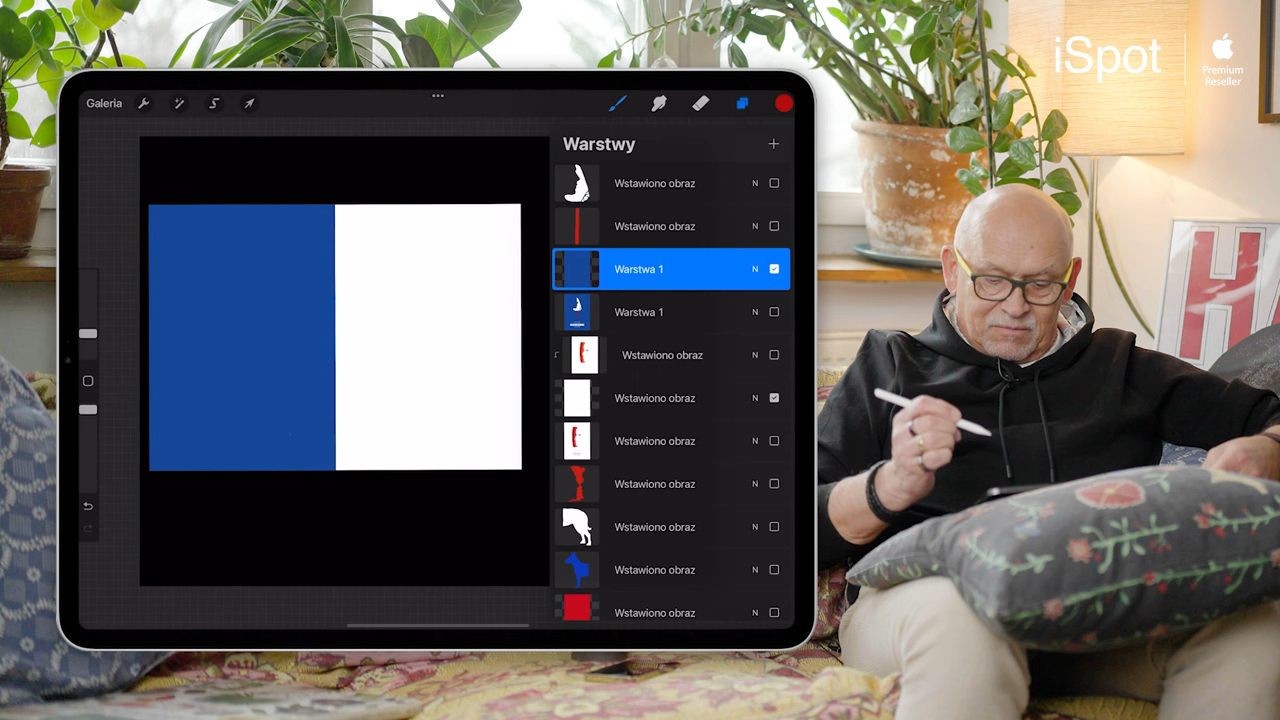 iSpot
Premium
Reseller
Galeria
Warstwy
Wstawiono obraz N
Wstawiono obraz N
Warstwa 1 N
Warstwa 1 N
Wstawiono obraz N
Wstawiono obraz N
Wstawiono obraz N
Wstawiono obraz N
Wstawiono obraz N
Wstawiono obraz N
Wstawiono obraz N
H